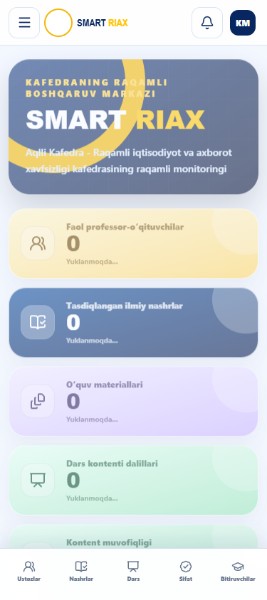 SMART RIAX
KM
KAFEDRANING RAQAMLI
BOSHQARUV MARKAZI
SMART RIAX
Aqlli Kafedra - Raqamli iqtisodiyot va axborot
xavfsizligi kafedrasining raqamli monitoringi
Faol professor-o'qituvchilar
0
Yuklanmoqda...
Tasdiqlangan ilmiy nashrlar
0
Yuklanmoqda...
O'quv materiallari
0
Yuklanmoqda...
Dars kontenti dalillari
0
Yuklanmoqda...
Kontent muvofiqligi
Ustozlar
Nashrlar
Dars
Sifat
Bitiruvchilar